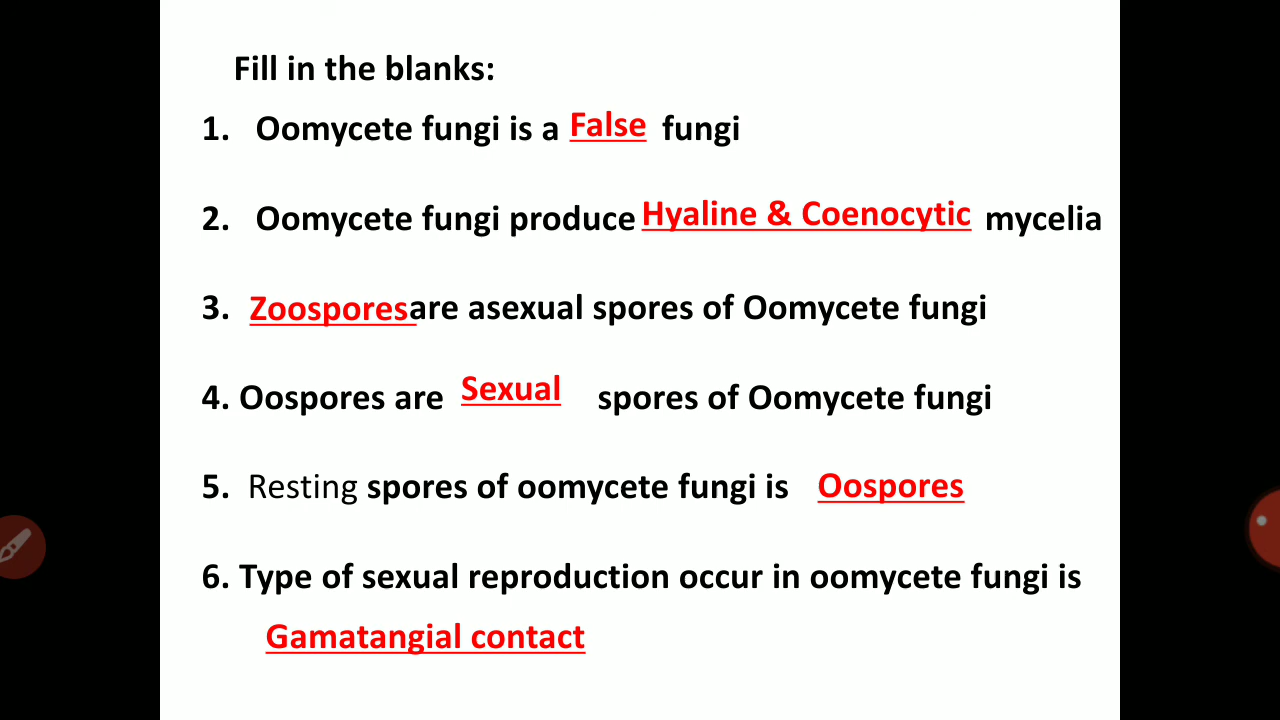 Fill in the blanks:
1. Oomycete fungi is a False fungi
2. Oomycete fungi produce Hyaline & Coenocytic mycelia
3. Zoospores are asexual spores of Oomycete fungi
4. Oospores are Sexual spores of Oomycete fungi
5. Resting spores of oomycete fungi is Oospores
6. Type of sexual reproduction occur in oomycete fungi is
Gamatangial contact